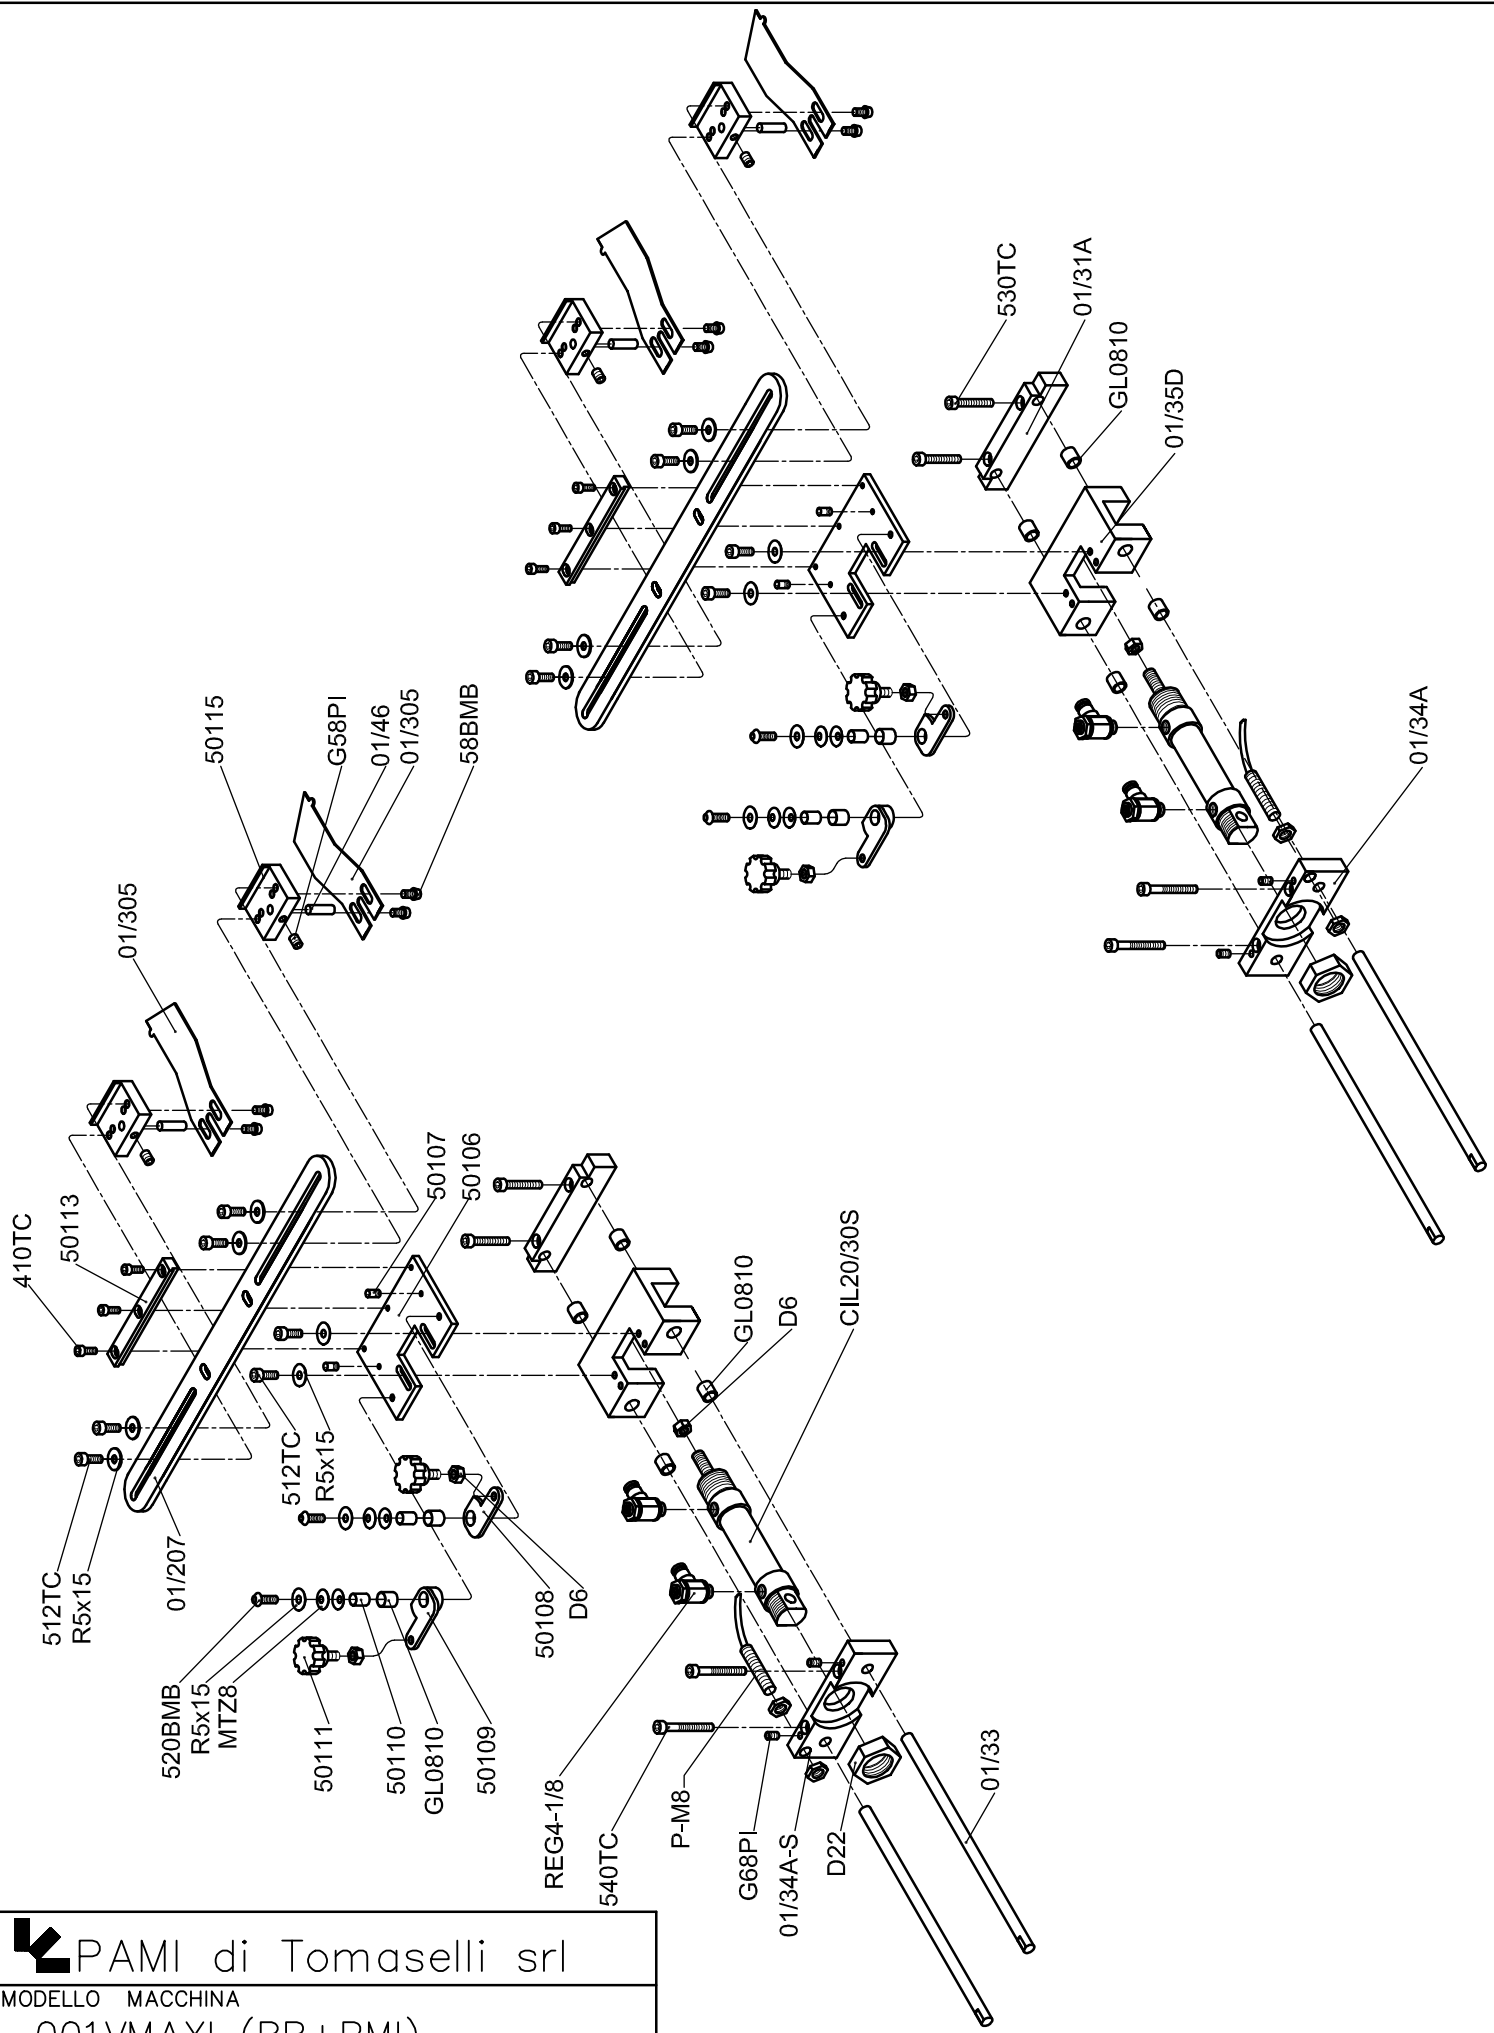 530TC
01/31A
GL0810
01/35D
01/34A
50115
G58PI
01/46
01/305
58BMB
01/305
410TC
50113
50107
50106
512TC
R5x15
01/207
512TC
R5x15
GL0810
D6
CIL20/30S
520BMB
R5x15
MTZ8
50111
50110
GL0810
50109
50108
D6
REG4-1/8
540TC
P-M8
G68PI
01/34A-S
D22
01/33
PAMI di Tomaselli srl
MODELLO MACCHINA